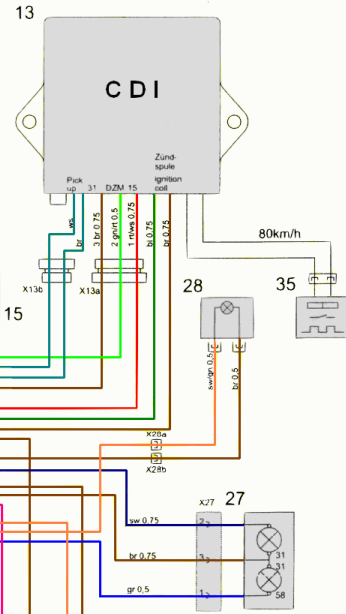 13
CDI
Zünd-
spule
Pick
up
31
DZM
15
ignition
coil
ws
br
3 br 0.75
2 gn/rt 0,5
1 rt/ws 0.75
bl 0.75
br 0.75
80km/h
X13b
X13a
28
35
15
sw/gn 0,5
br 0,5
X28a
X28b
X27
27
2
sw 0.75
31
3
br 0.75
31
1
gr 0,5
58